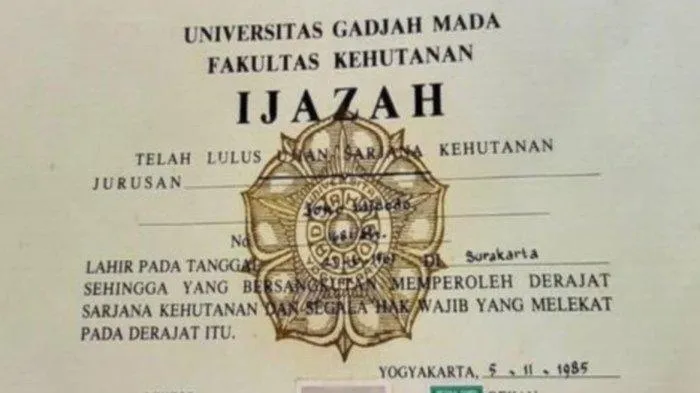 UNIVERSITAS GADJAH MADA
FAKULTAS KEHUTANAN
IJAZAH
TELAH LULUS UJIAN SARJANA KEHUTANAN
JURUSAN
Joko Widodo
No
LAHIR PADA TANGGAL DI Surakarta
SEHINGGA YANG BERSANGKUTAN MEMPEROLEH DERAJAT
SARJANA KEHUTANAN DAN SEGALA HAK WAJIB YANG MELEKAT
PADA DERAJAT ITU.
YOGYAKARTA, 5 . 11 . 1985